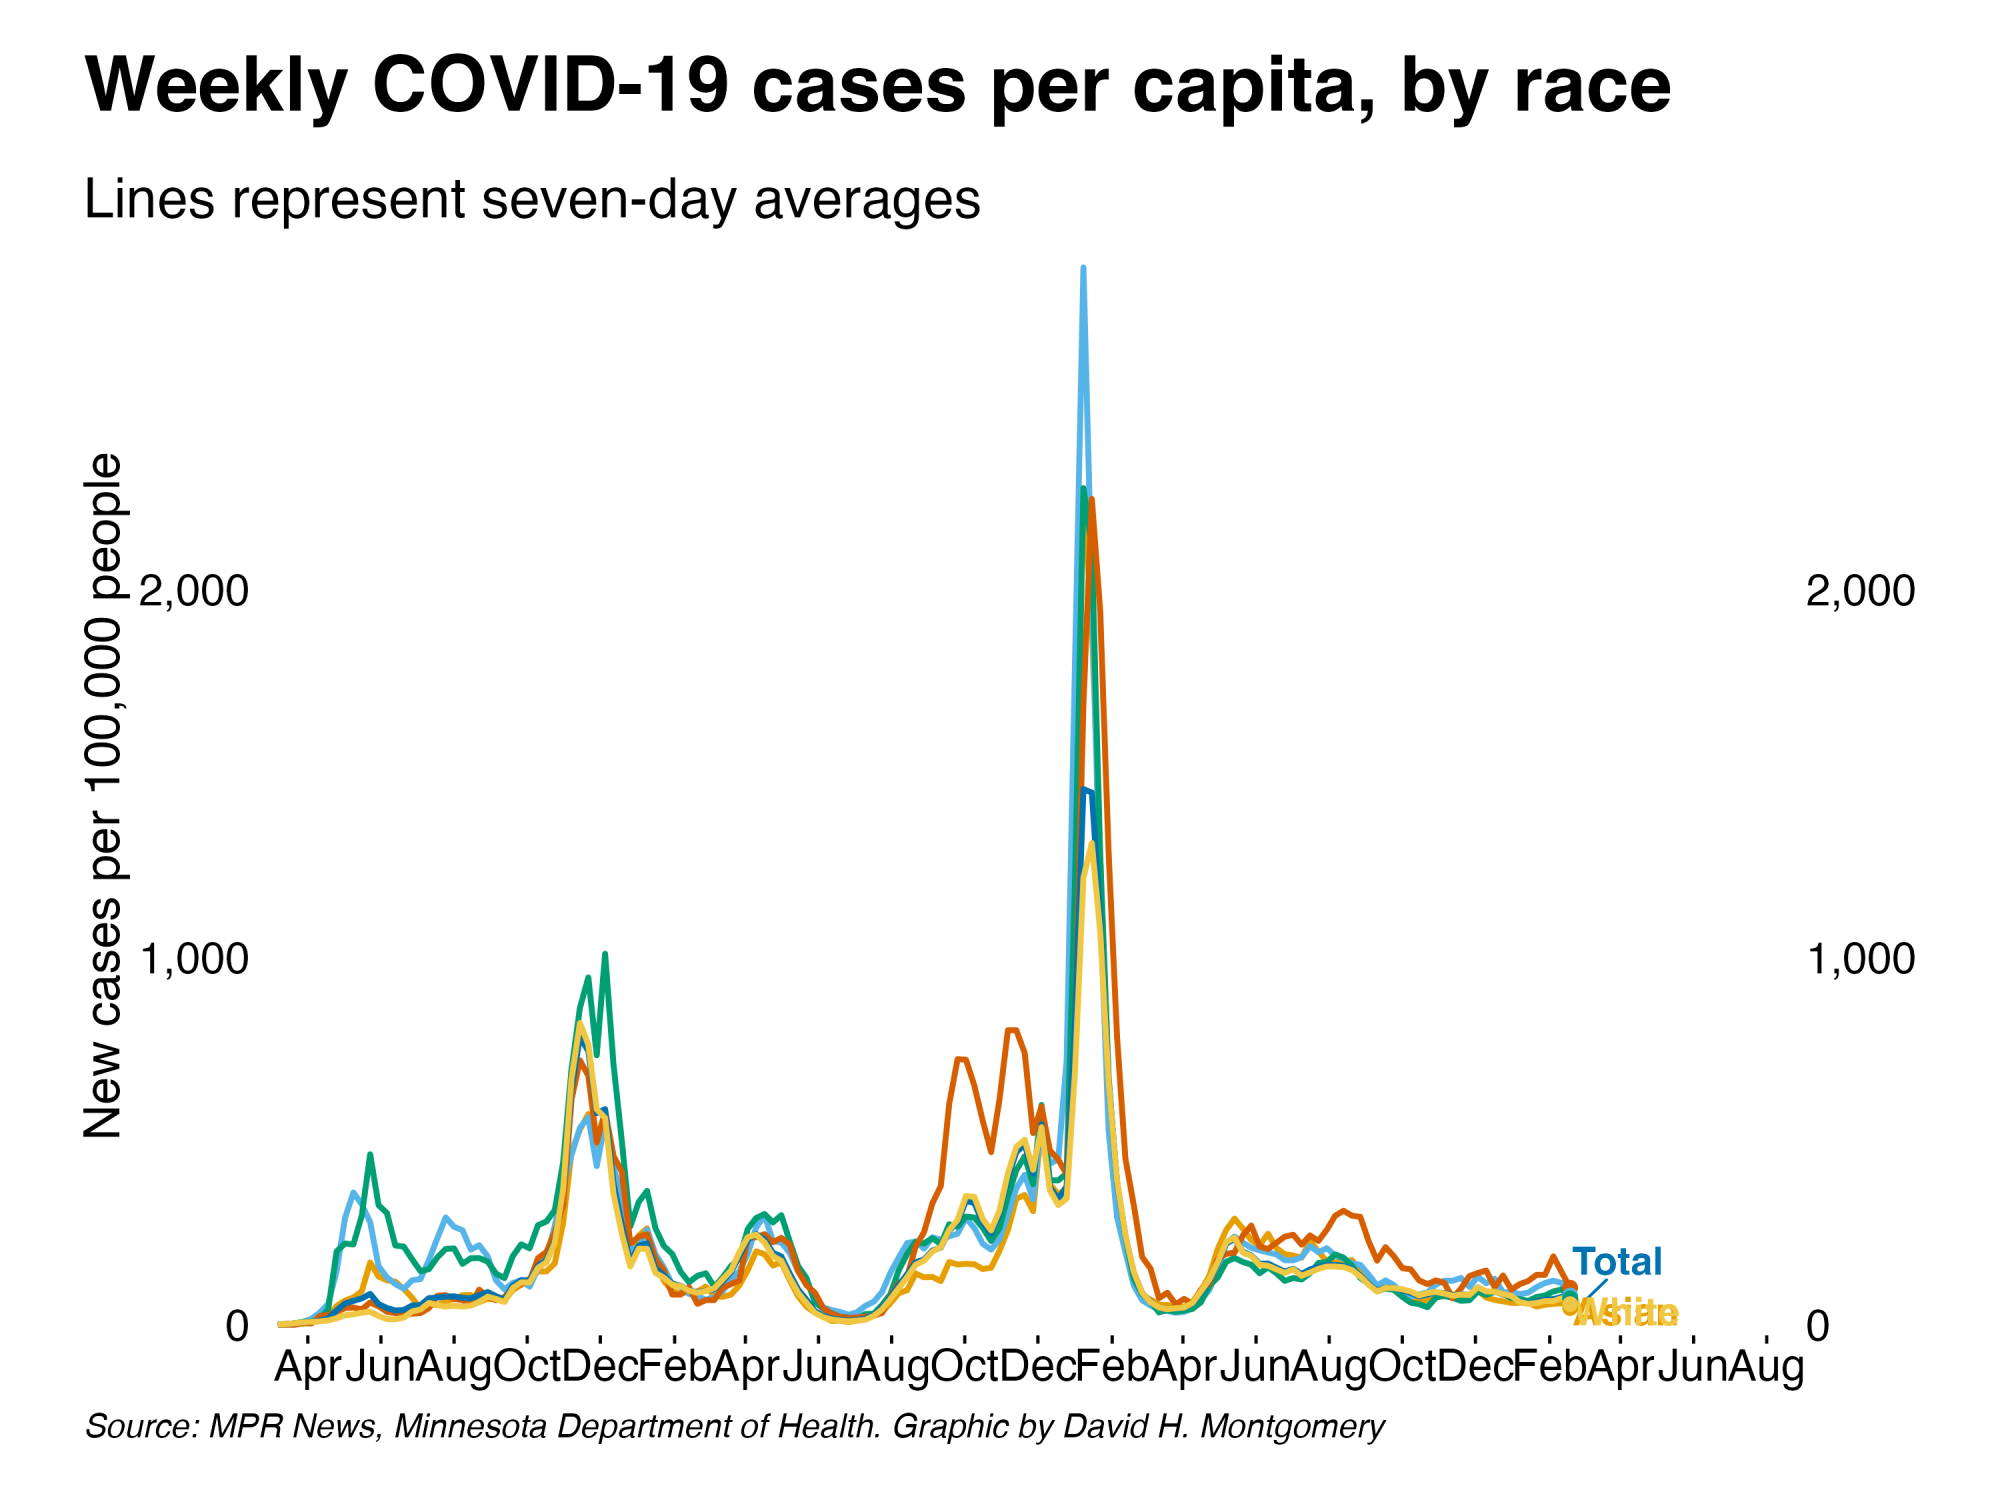 Weekly COVID-19 cases per capita, by race
Lines represent seven-day averages
New cases per 100,000 people
2,000
2,000
1,000
1,000
Total
White
Asian
0
0
Apr Jun Aug Oct Dec Feb Apr Jun Aug Oct Dec Feb Apr Jun Aug Oct Dec Feb Apr Jun Aug
Source: MPR News, Minnesota Department of Health. Graphic by David H. Montgomery